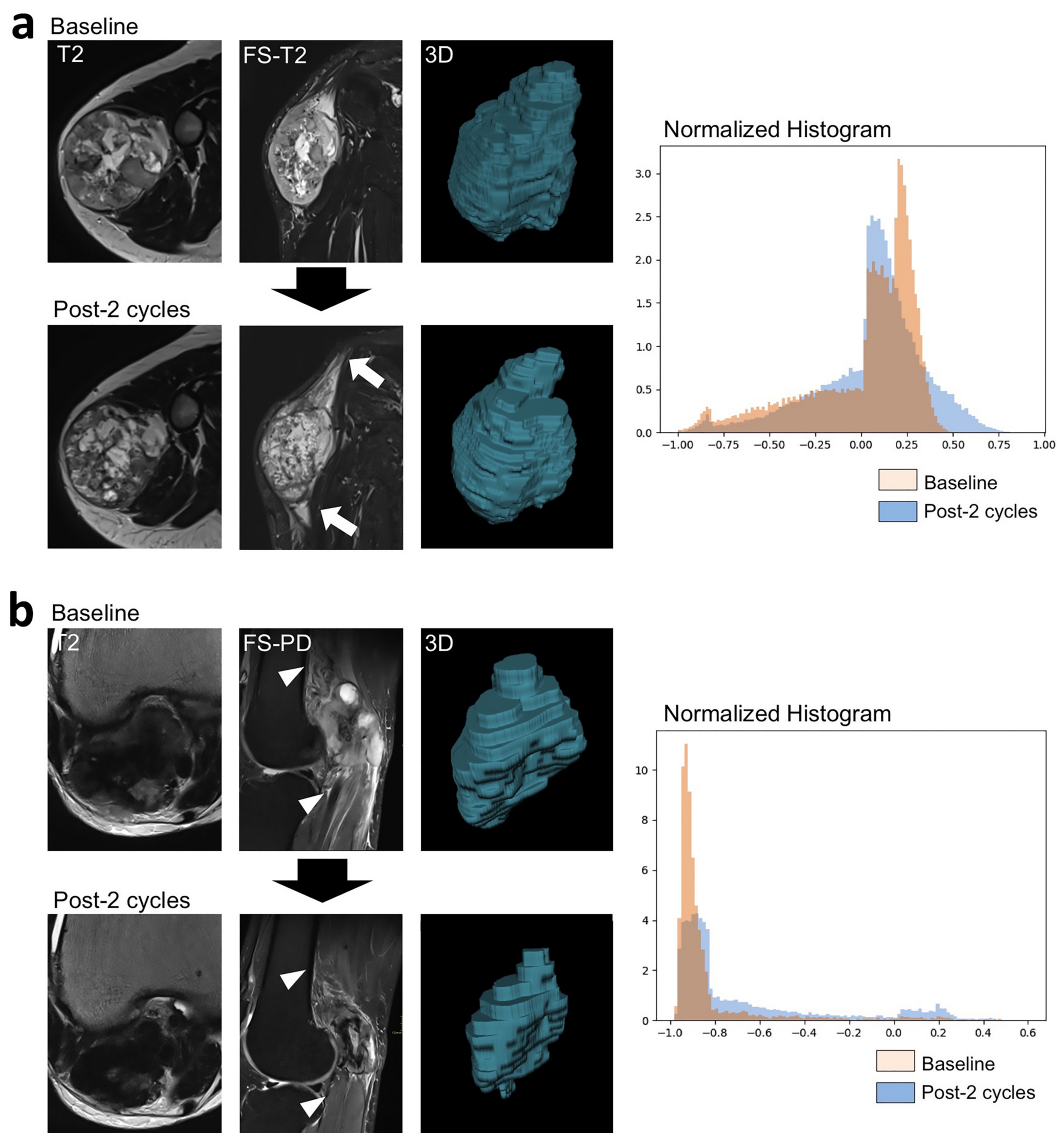 a
Baseline
T2
FS-T2
3D
Post-2 cycles
Normalized Histogram
3.0
2.5
2.0
1.5
1.0
0.5
0.0
−1.00 −0.75 −0.50 −0.25 0.00 0.25 0.50 0.75 1.00
Baseline
Post-2 cycles
b
Baseline
T2
FS-PD
3D
Post-2 cycles
Normalized Histogram
10
8
6
4
2
0
−1.0 −0.8 −0.6 −0.4 −0.2 0.0 0.2 0.4 0.6
Baseline
Post-2 cycles